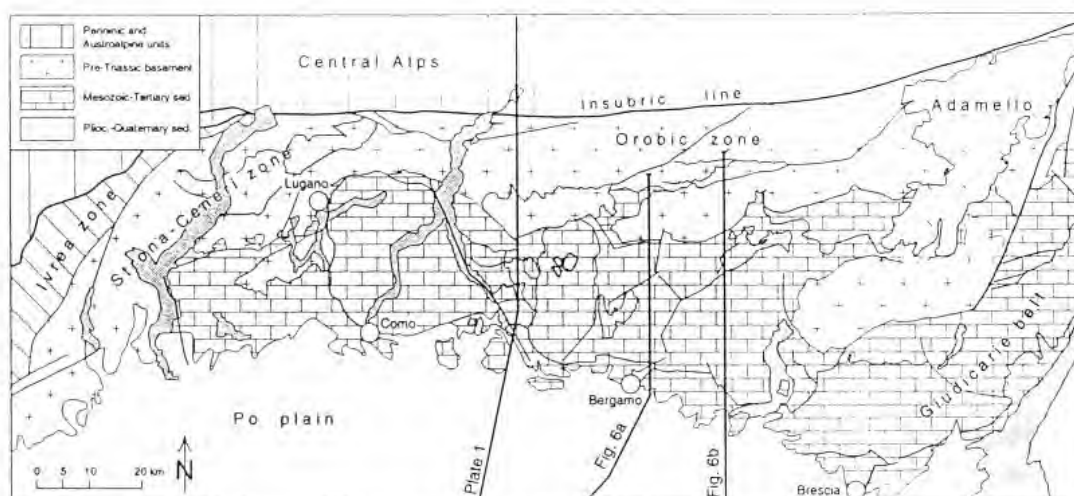 Penninic and
Austroalpine units
Pre-Triassic basement
Mesozoic-Tertiary sed.
Plioc.-Quaternary sed.
Central Alps
Insubric line
Adamello
Orobic zone
Ivrea zone
Strona-Ceneri zone
Lugano
Como
Bergamo
Giudicarie belt
Po plain
Plate 1
Fig. 6a
Fig. 6b
Brescia
0 5 10 20 km
N